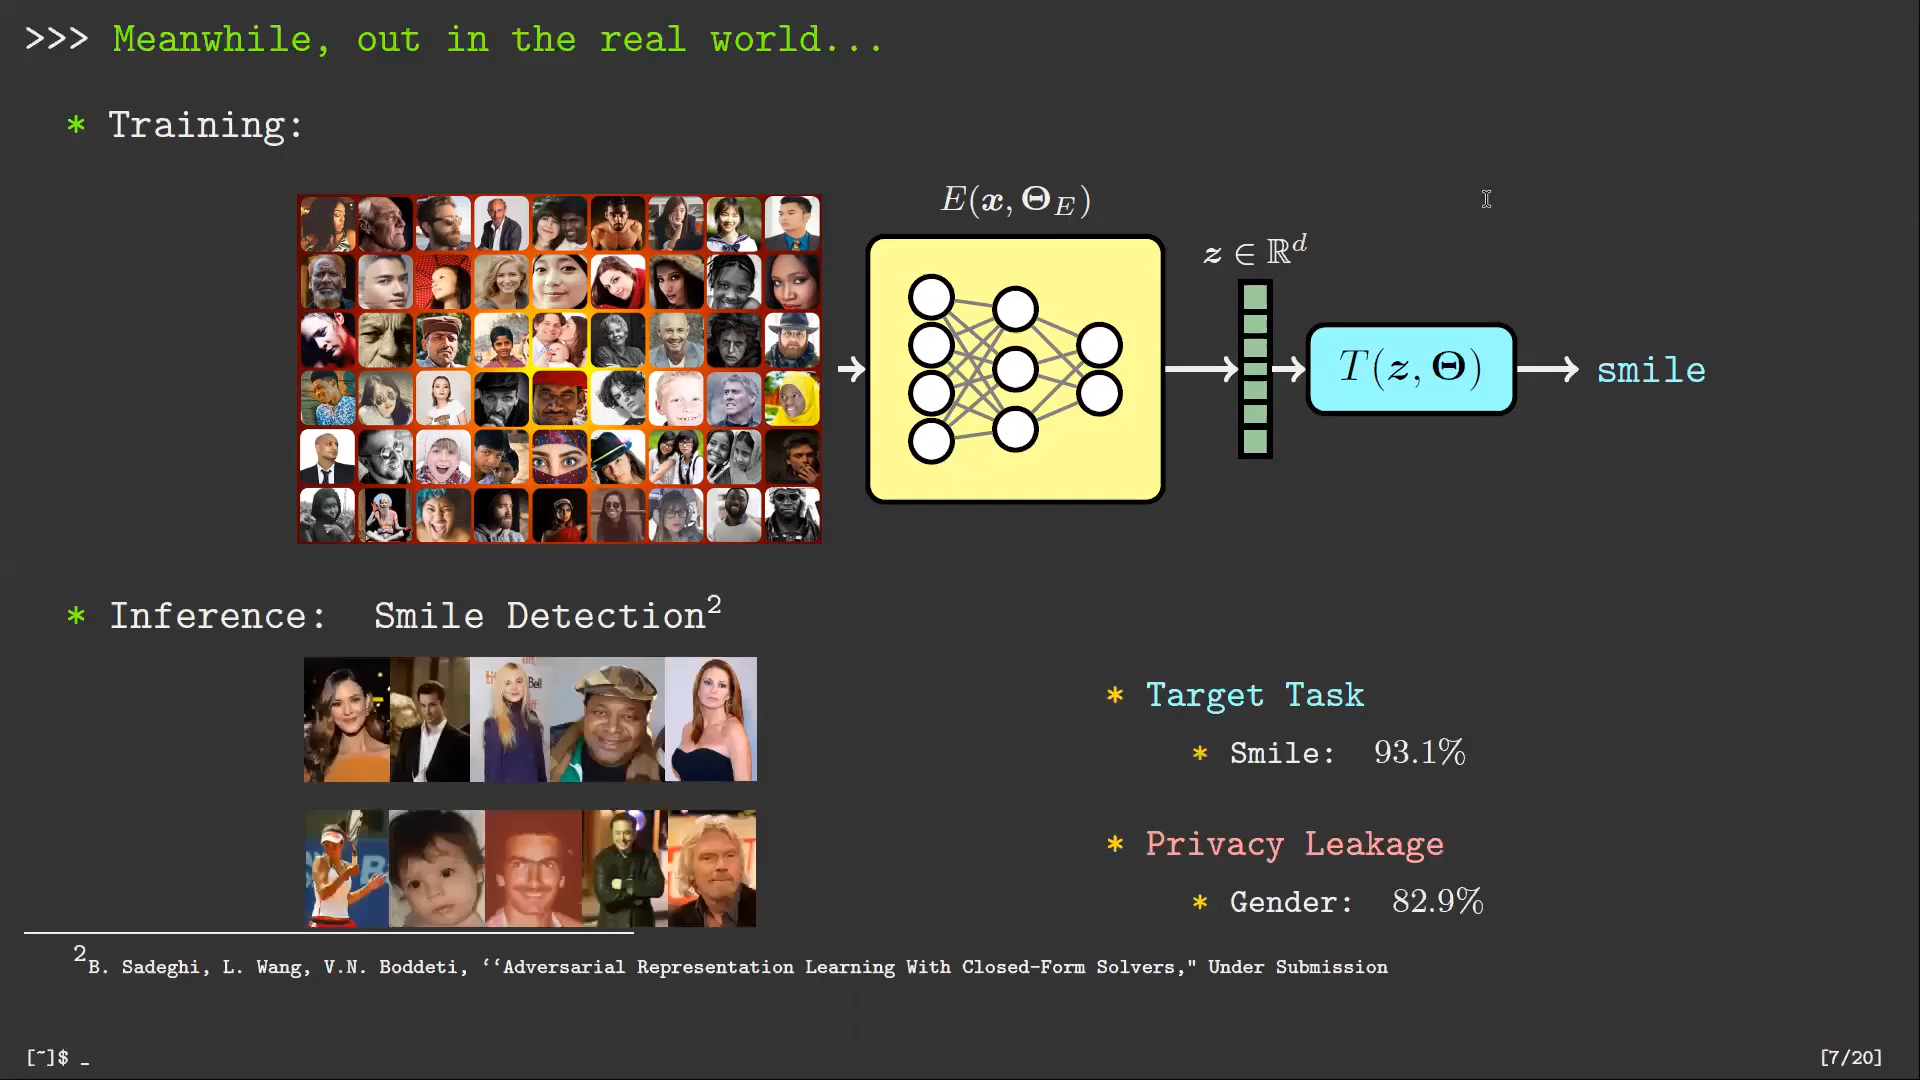 >>> Meanwhile, out in the real world...
* Training:
E(x, Θ_E)
z ∈ ℝ^d
T(z, Θ)
smile
* Inference: Smile Detection²
Bell
* Target Task
* Smile: 93.1%
* Privacy Leakage
* Gender: 82.9%
²B. Sadeghi, L. Wang, V.N. Boddeti, ‘‘Adversarial Representation Learning With Closed-Form Solvers," Under Submission
[~]$ _
[7/20]